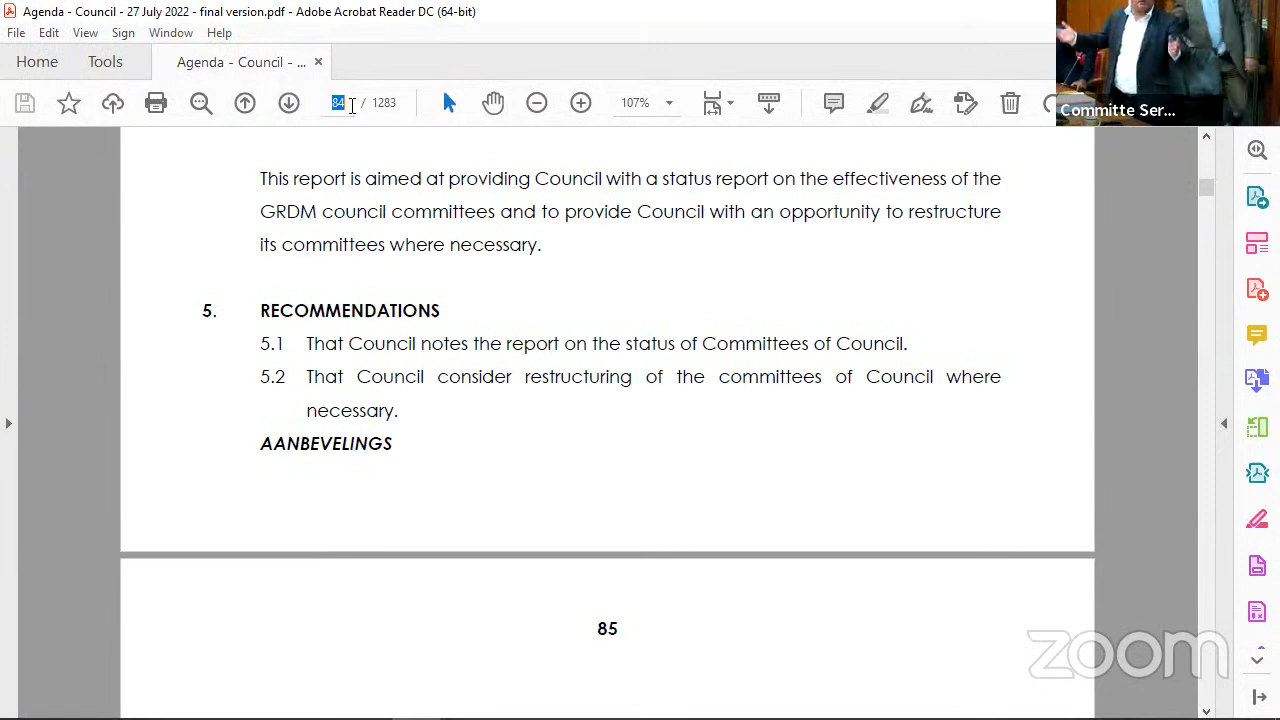 Agenda - Council - 27 July 2022 - final version.pdf - Adobe Acrobat Reader DC (64-bit)
File Edit View Sign Window Help
Home Tools Agenda - Council - ... ×
84 / 1283 107%
Committe Ser...
This report is aimed at providing Council with a status report on the effectiveness of the
GRDM council committees and to provide Council with an opportunity to restructure
its committees where necessary.
5. RECOMMENDATIONS
5.1 That Council notes the report on the status of Committees of Council.
5.2 That Council consider restructuring of the committees of Council where
necessary.
AANBEVELINGS
85
zoom